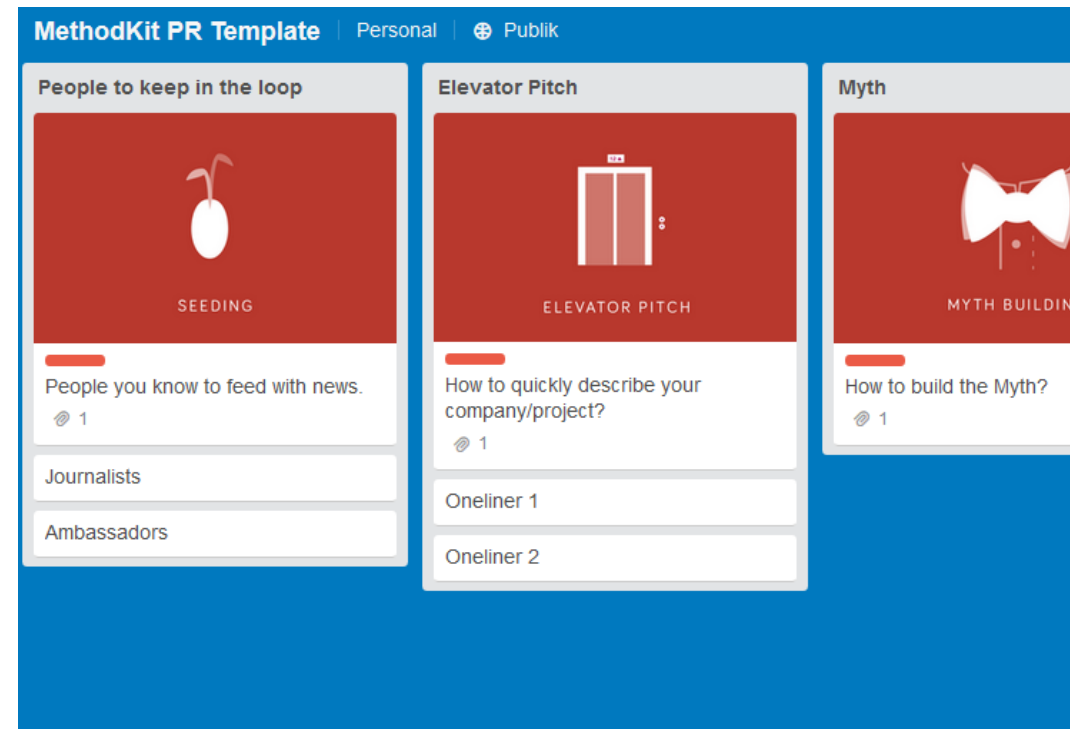 MethodKit PR Template Personal Publik
People to keep in the loop
SEEDING
People you know to feed with news.
1
Journalists
Ambassadors
Elevator Pitch
ELEVATOR PITCH
How to quickly describe your
company/project?
1
Oneliner 1
Oneliner 2
Myth
MYTH BUILDIN
How to build the Myth?
1